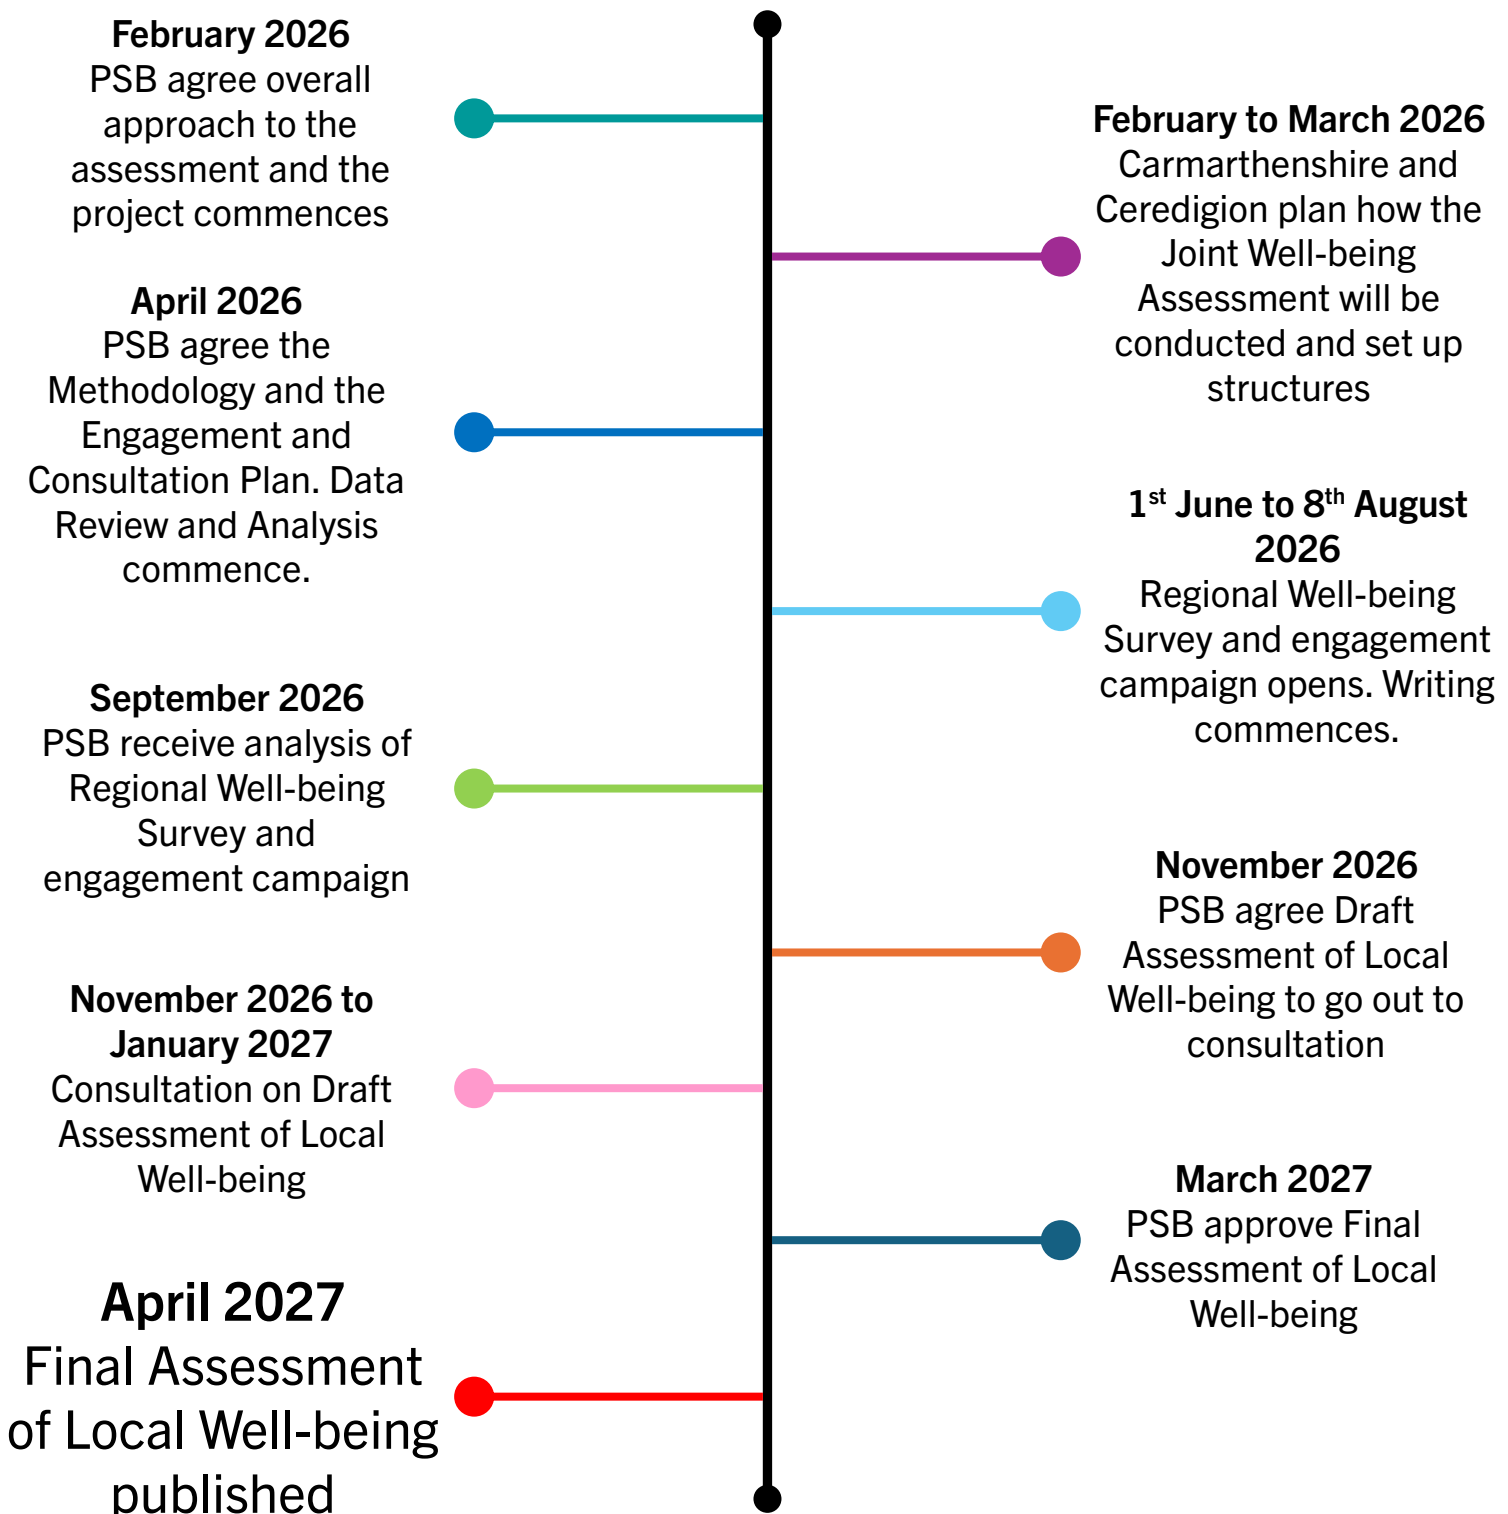 February 2026
PSB agree overall
approach to the
assessment and the
project commences
February to March 2026
Carmarthenshire and
Ceredigion plan how the
Joint Well-being
Assessment will be
conducted and set up
structures
April 2026
PSB agree the
Methodology and the
Engagement and
Consultation Plan. Data
Review and Analysis
commence.
1st June to 8th August
2026
Regional Well-being
Survey and engagement
campaign opens. Writing
commences.
September 2026
PSB receive analysis of
Regional Well-being
Survey and
engagement campaign
November 2026
PSB agree Draft
Assessment of Local
Well-being to go out to
consultation
November 2026 to
January 2027
Consultation on Draft
Assessment of Local
Well-being
March 2027
PSB approve Final
Assessment of Local
Well-being
April 2027
Final Assessment
of Local Well-being
published